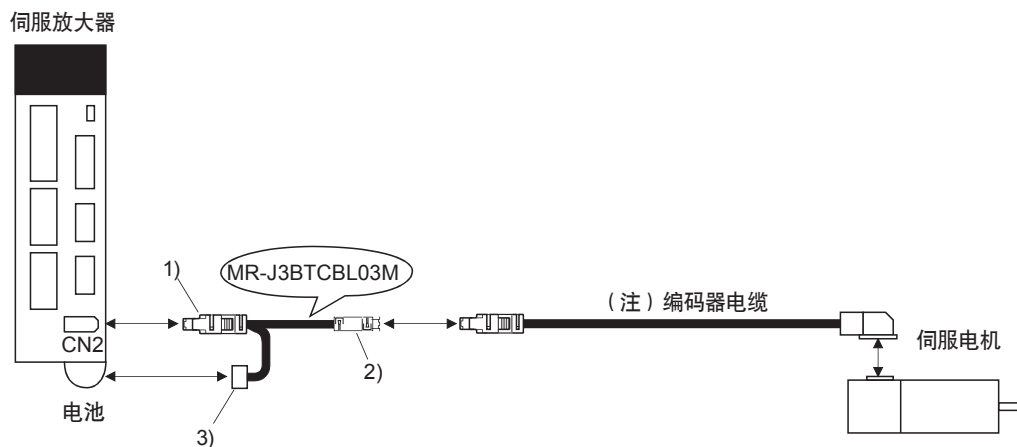 伺服放大器
1)
MR-J3BTCBL03M
（注）编码器电缆
CN2
2)
伺服电机
电池
3)